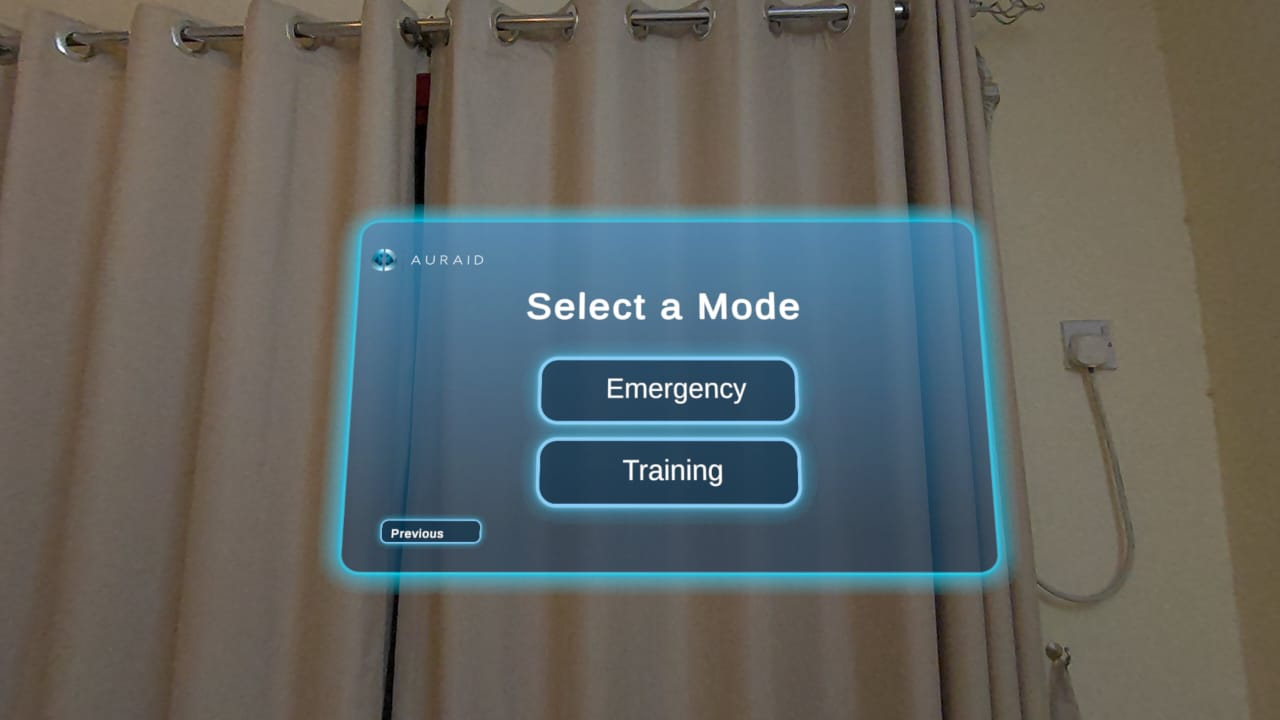 AURAID
Select a Mode
Emergency
Training
Previous